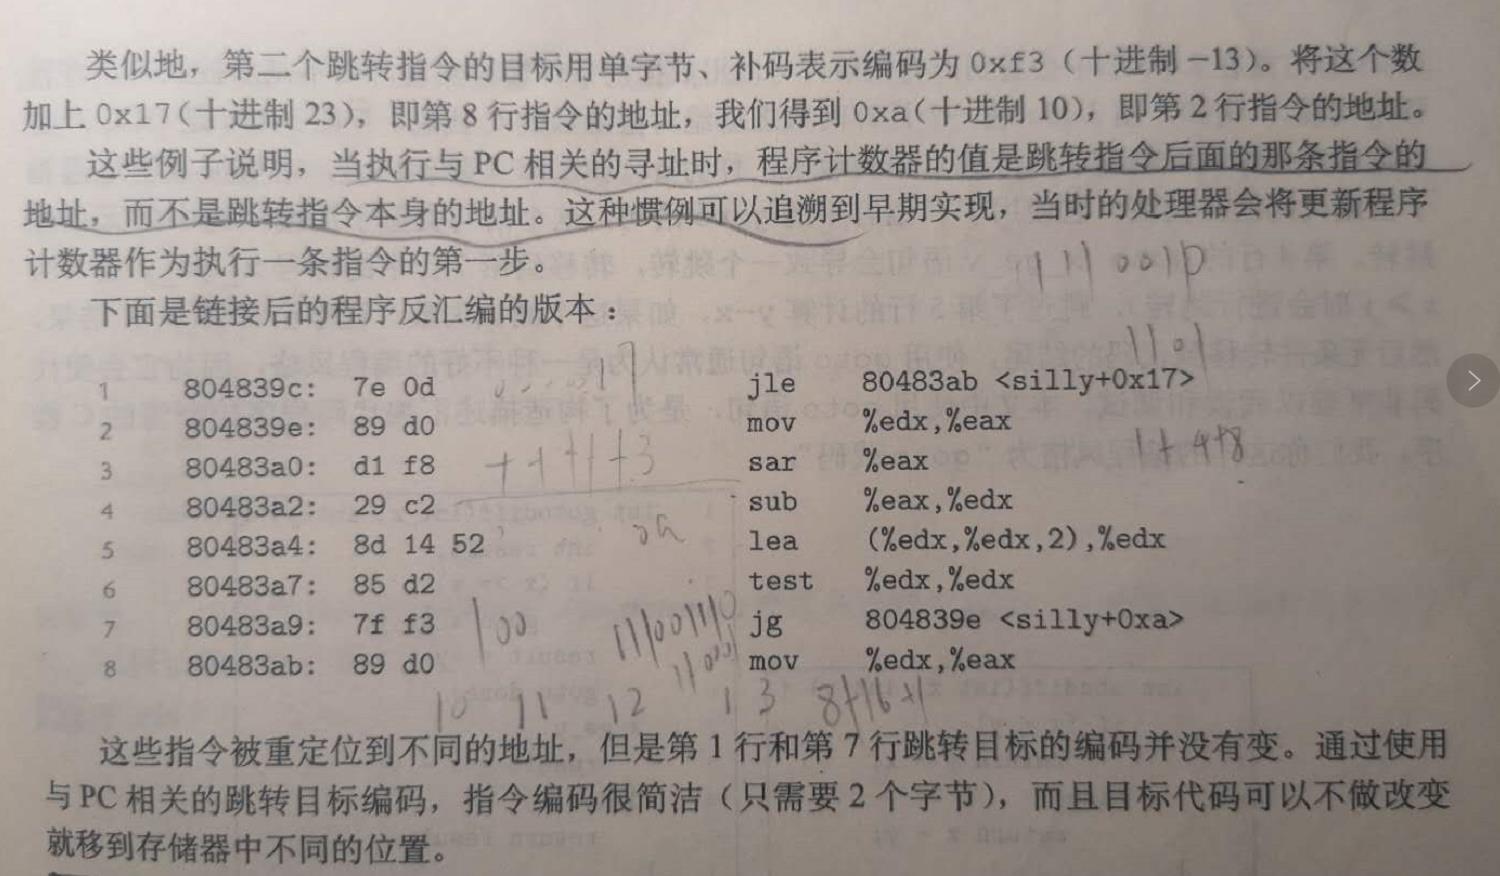 类似地，第二个跳转指令的目标用单字节、补码表示编码为 0xf3（十进制 -13）。将这个数
加上 0x17（十进制 23），即第 8 行指令的地址，我们得到 0xa（十进制 10），即第 2 行指令的地址。
这些例子说明，当执行与 PC 相关的寻址时，程序计数器的值是跳转指令后面的那条指令的
地址，而不是跳转指令本身的地址。这种惯例可以追溯到早期实现，当时的处理器会将更新程序
计数器作为执行一条指令的第一步。
下面是链接后的程序反汇编的版本：
1 804839c: 7e 0d jle 80483ab <silly+0x17>
2 804839e: 89 d0 mov %edx,%eax
3 80483a0: d1 f8 sar %eax
4 80483a2: 29 c2 sub %eax,%edx
5 80483a4: 8d 14 52 lea (%edx,%edx,2),%edx
6 80483a7: 85 d2 test %edx,%edx
7 80483a9: 7f f3 jg 804839e <silly+0xa>
8 80483ab: 89 d0 mov %edx,%eax
10 11 12 13
这些指令被重定位到不同的地址，但是第 1 行和第 7 行跳转目标的编码并没有变。通过使用
与 PC 相关的跳转目标编码，指令编码很简洁（只需要 2 个字节），而且目标代码可以不做改变
就移到存储器中不同的位置。